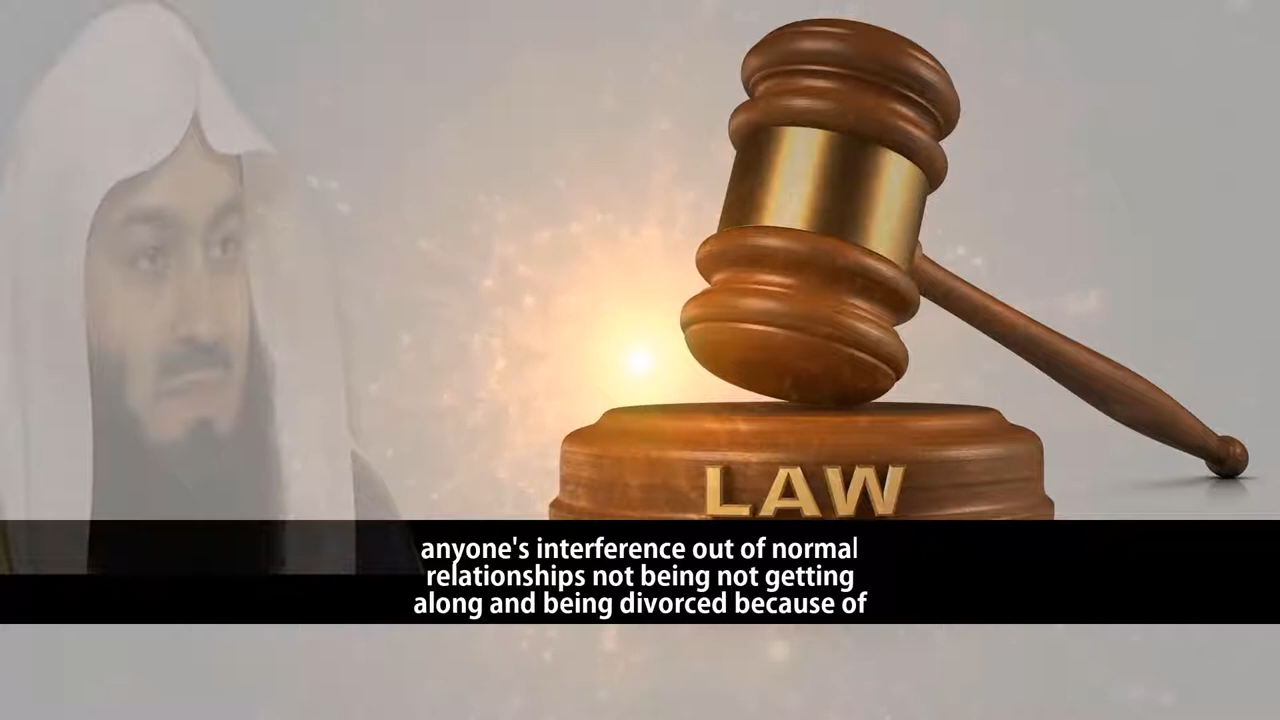 LAW
anyone's interference out of normal
relationships not being not getting
along and being divorced because of